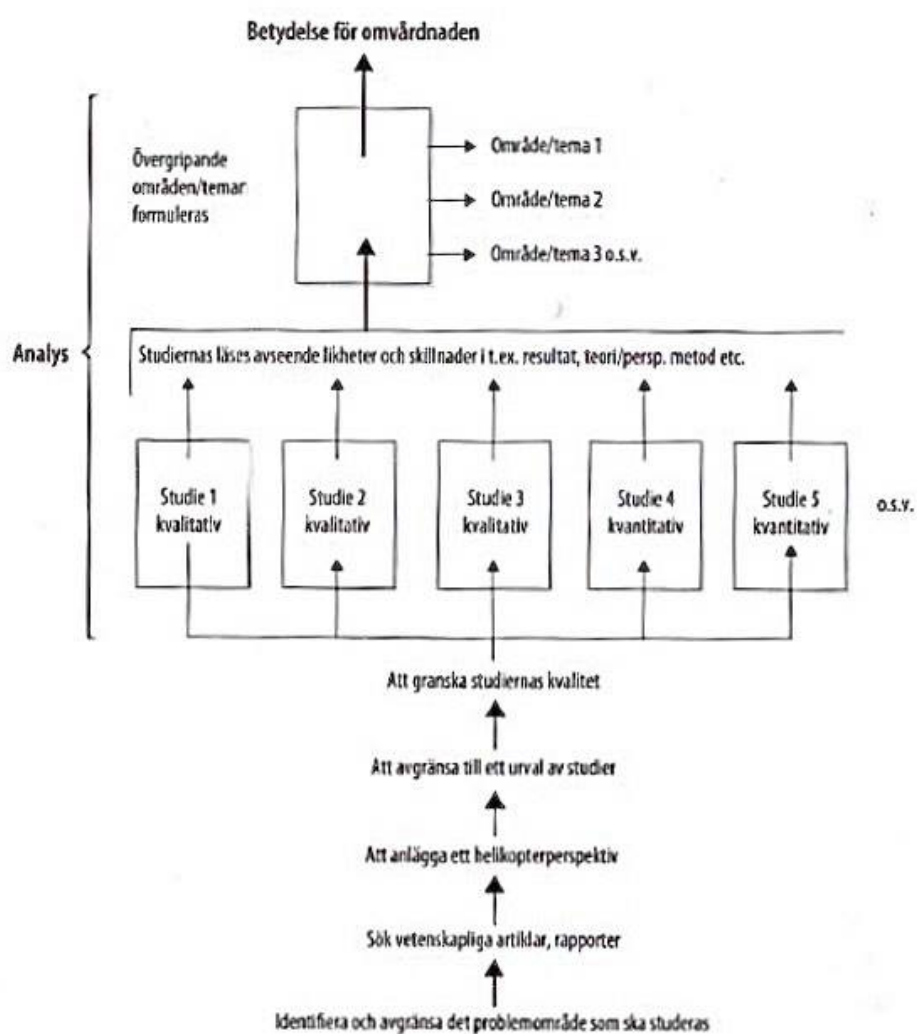 Betydelse för omvårdnaden
Övergripande
områden/temar
formuleras
Område/tema 1
Område/tema 2
Område/tema 3 o.s.v.
Analys
Studiernas läses avseende likheter och skillnader i t.ex. resultat, teori/persp. metod etc.
Studie 1
kvalitativ
Studie 2
kvalitativ
Studie 3
kvalitativ
Studie 4
kvantitativ
Studie 5
kvantitativ
o.s.v.
Att granska studiernas kvalitet
Att avgränsa till ett urval av studier
Att anlägga ett helikopterperspektiv
Sök vetenskapliga artiklar, rapporter
Identifiera och avgränsa det problemområde som ska studeras